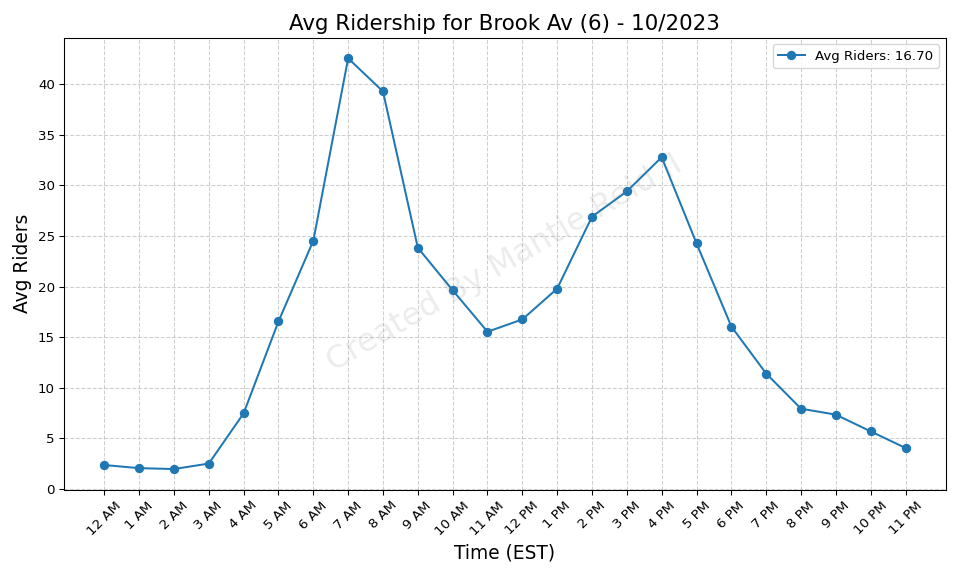 Avg Ridership for Brook Av (6) - 10/2023
Avg Riders: 16.70
Avg Riders
40
35
30
25
20
15
10
5
0
Created By Mantie
12 AM
1 AM
2 AM
3 AM
4 AM
5 AM
6 AM
7 AM
8 AM
9 AM
10 AM
11 AM
12 PM
1 PM
2 PM
3 PM
4 PM
5 PM
6 PM
7 PM
8 PM
9 PM
10 PM
11 PM
Time (EST)